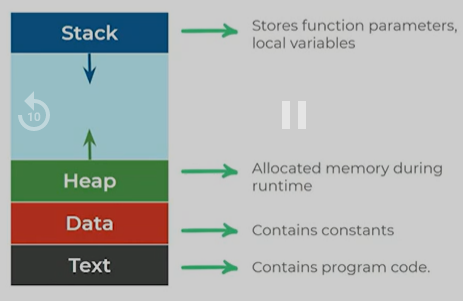 Stack
Stores function parameters,
local variables
10
Heap
Allocated memory during
runtime
Data
Contains constants
Text
Contains program code.